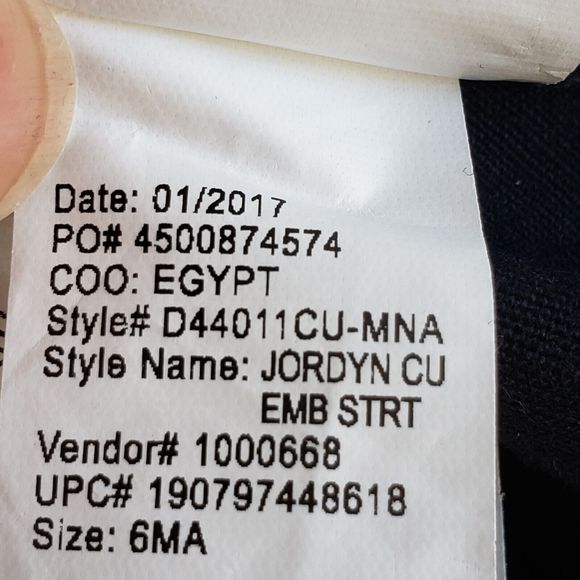 Date: 01/2017
PO# 4500874574
COO: EGYPT
Style# D44011CU-MNA
Style Name: JORDYN CU
EMB STRT
Vendor# 1000668
UPC# 190797448618
Size: 6MA